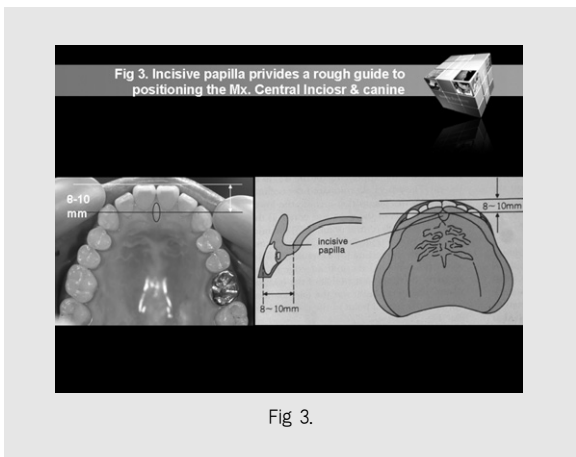 Fig 3. Incisive papilla privides a rough guide to
positioning the Mx. Central Inciosr & canine
8-10
mm
incisive
papilla
8~10mm
8~10mm
Fig 3.